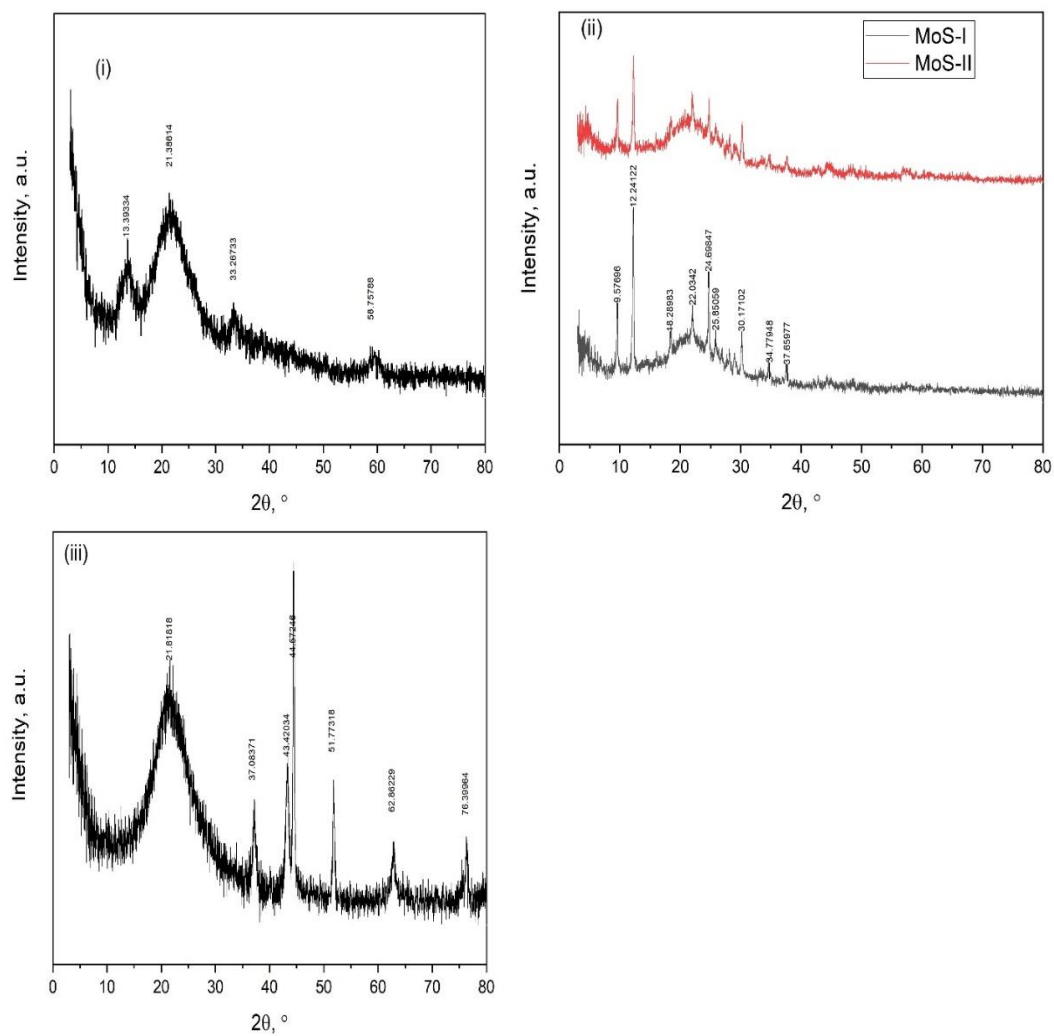 (i)
Intensity, a.u.
13.39334
21.38614
33.26733
58.75788
0 10 20 30 40 50 60 70 80
2θ, °
(ii)
MoS-I
MoS-II
Intensity, a.u.
9.57696
12.24122
18.28983
22.0342
24.69847
25.85059
30.17102
34.77948
37.65977
0 10 20 30 40 50 60 70 80
2θ, °
(iii)
Intensity, a.u.
21.81818
37.08371
43.42034
44.57246
51.77318
62.86229
76.39964
0 10 20 30 40 50 60 70 80
2θ, °